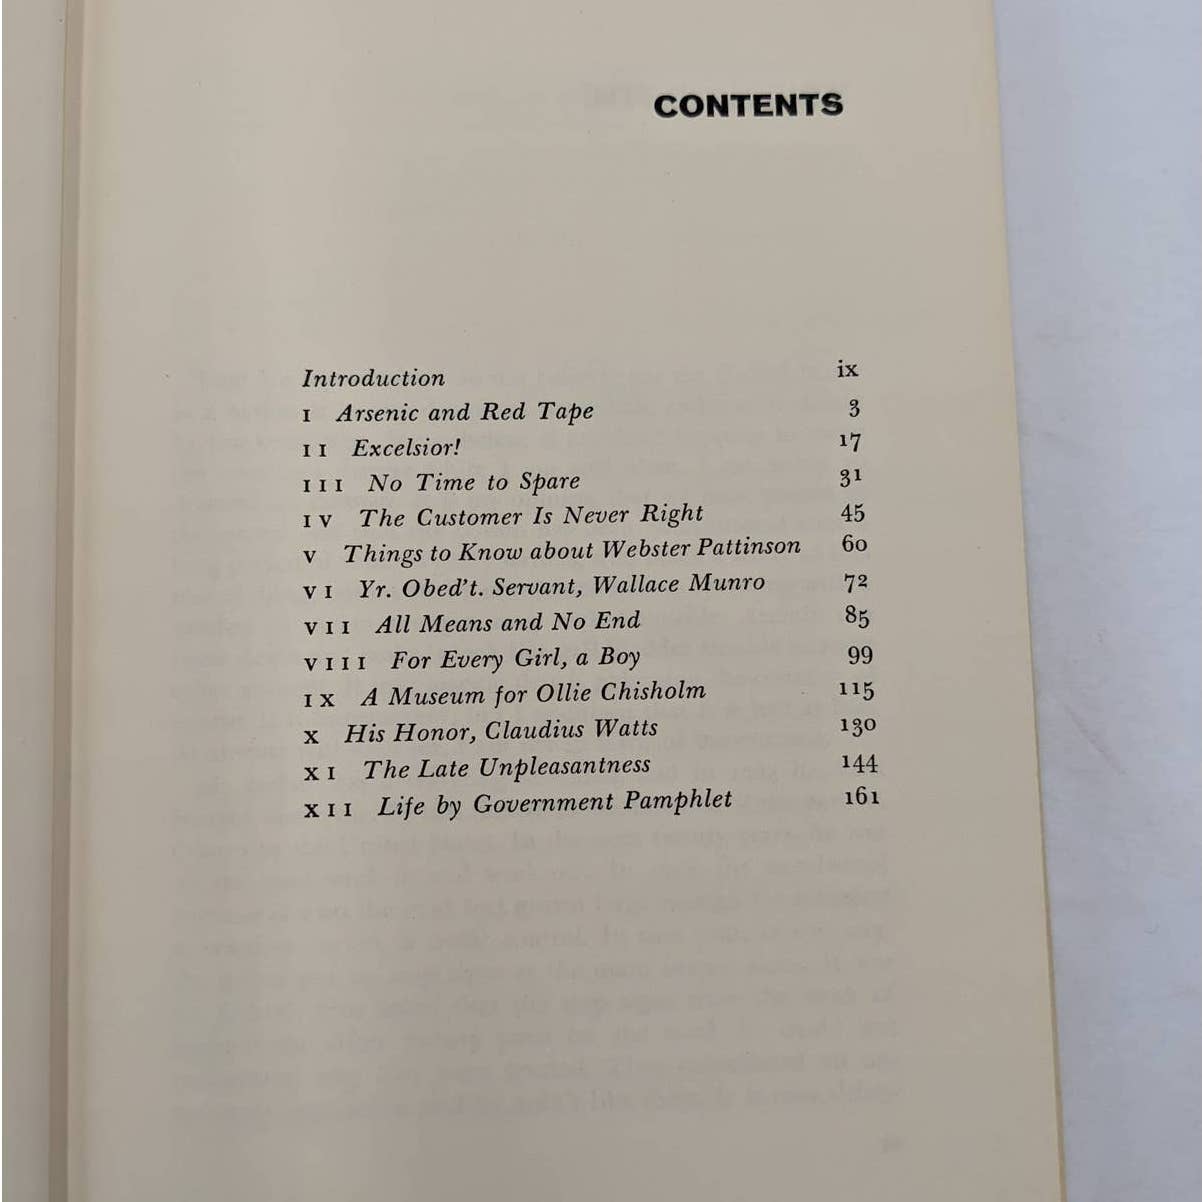 CONTENTS
Introduction ix
I Arsenic and Red Tape 3
II Excelsior! 17
III No Time to Spare 31
IV The Customer Is Never Right 45
V Things to Know about Webster Pattinson 60
VI Yr. Obed't. Servant, Wallace Munro 72
VII All Means and No End 85
VIII For Every Girl, a Boy 99
IX A Museum for Ollie Chisholm 115
X His Honor, Claudius Watts 130
XI The Late Unpleasantness 144
XII Life by Government Pamphlet 161